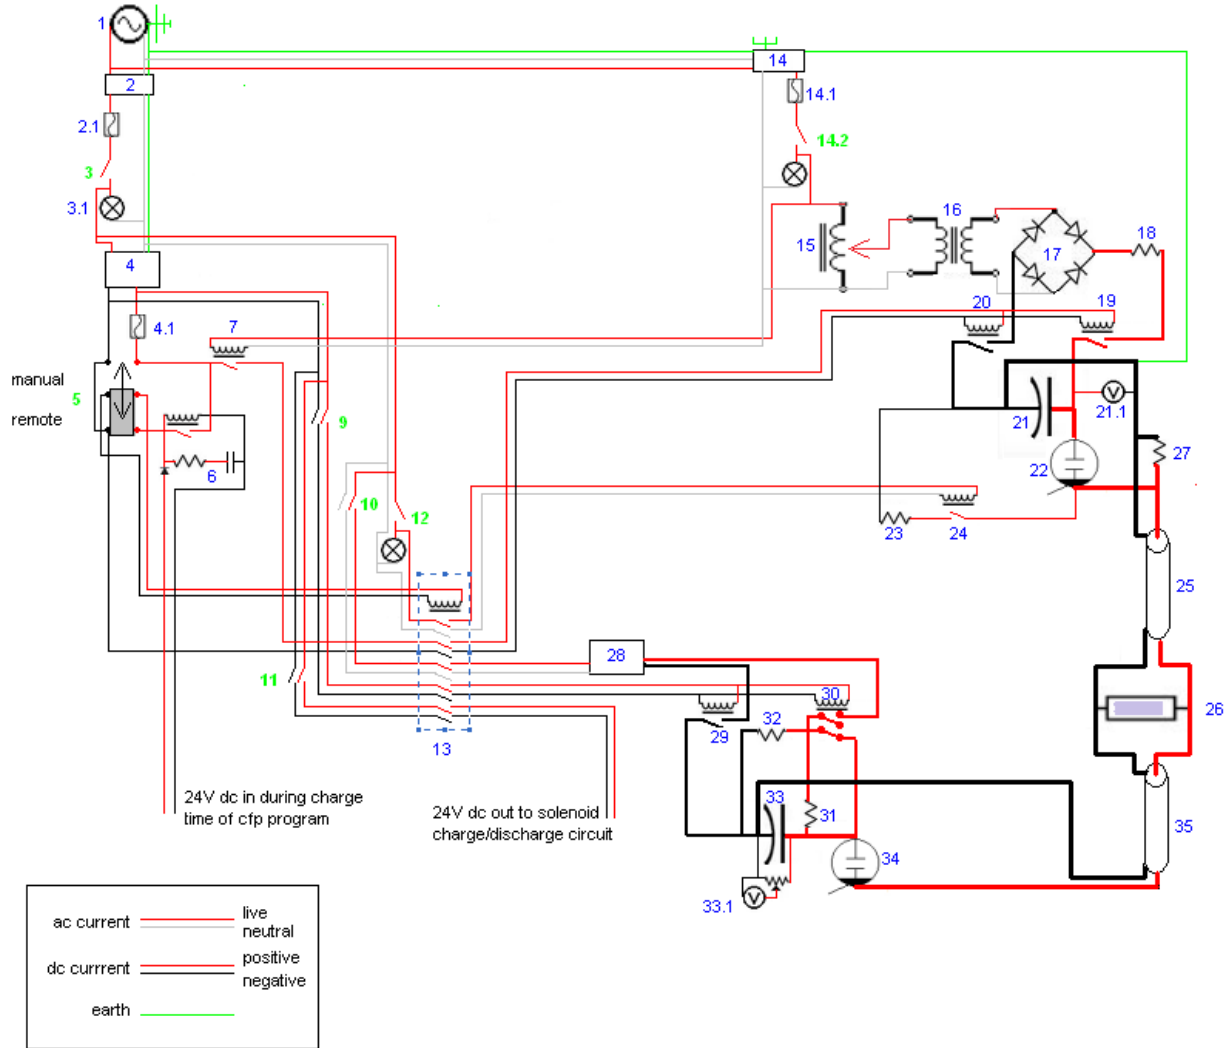 1
2
14
14.1
2.1
14.2
3
3.1
16
15
18
17
4
20
19
4.1
7
manual
5
remote
21.1
21
9
27
22
6
10
12
23
24
25
13
28
11
30
26
32
29
24V dc in during charge
time of cfp program
24V dc out to solenoid
charge/discharge circuit
33
31
35
34
33.1
V
V
ac current
live
neutral
dc currrent
positive
negative
earth